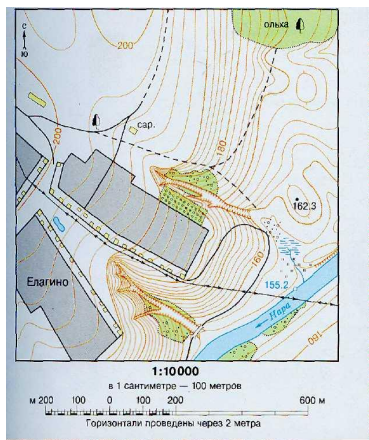 ольха
с
ю
200
сар.
200
80
162,3
160
155.2
Елагино
Нара
160
1:10000
в 1 сантиметре — 100 метров
м 200 100 0 100 200 600 м
Горизонтали проведены через 2 метра